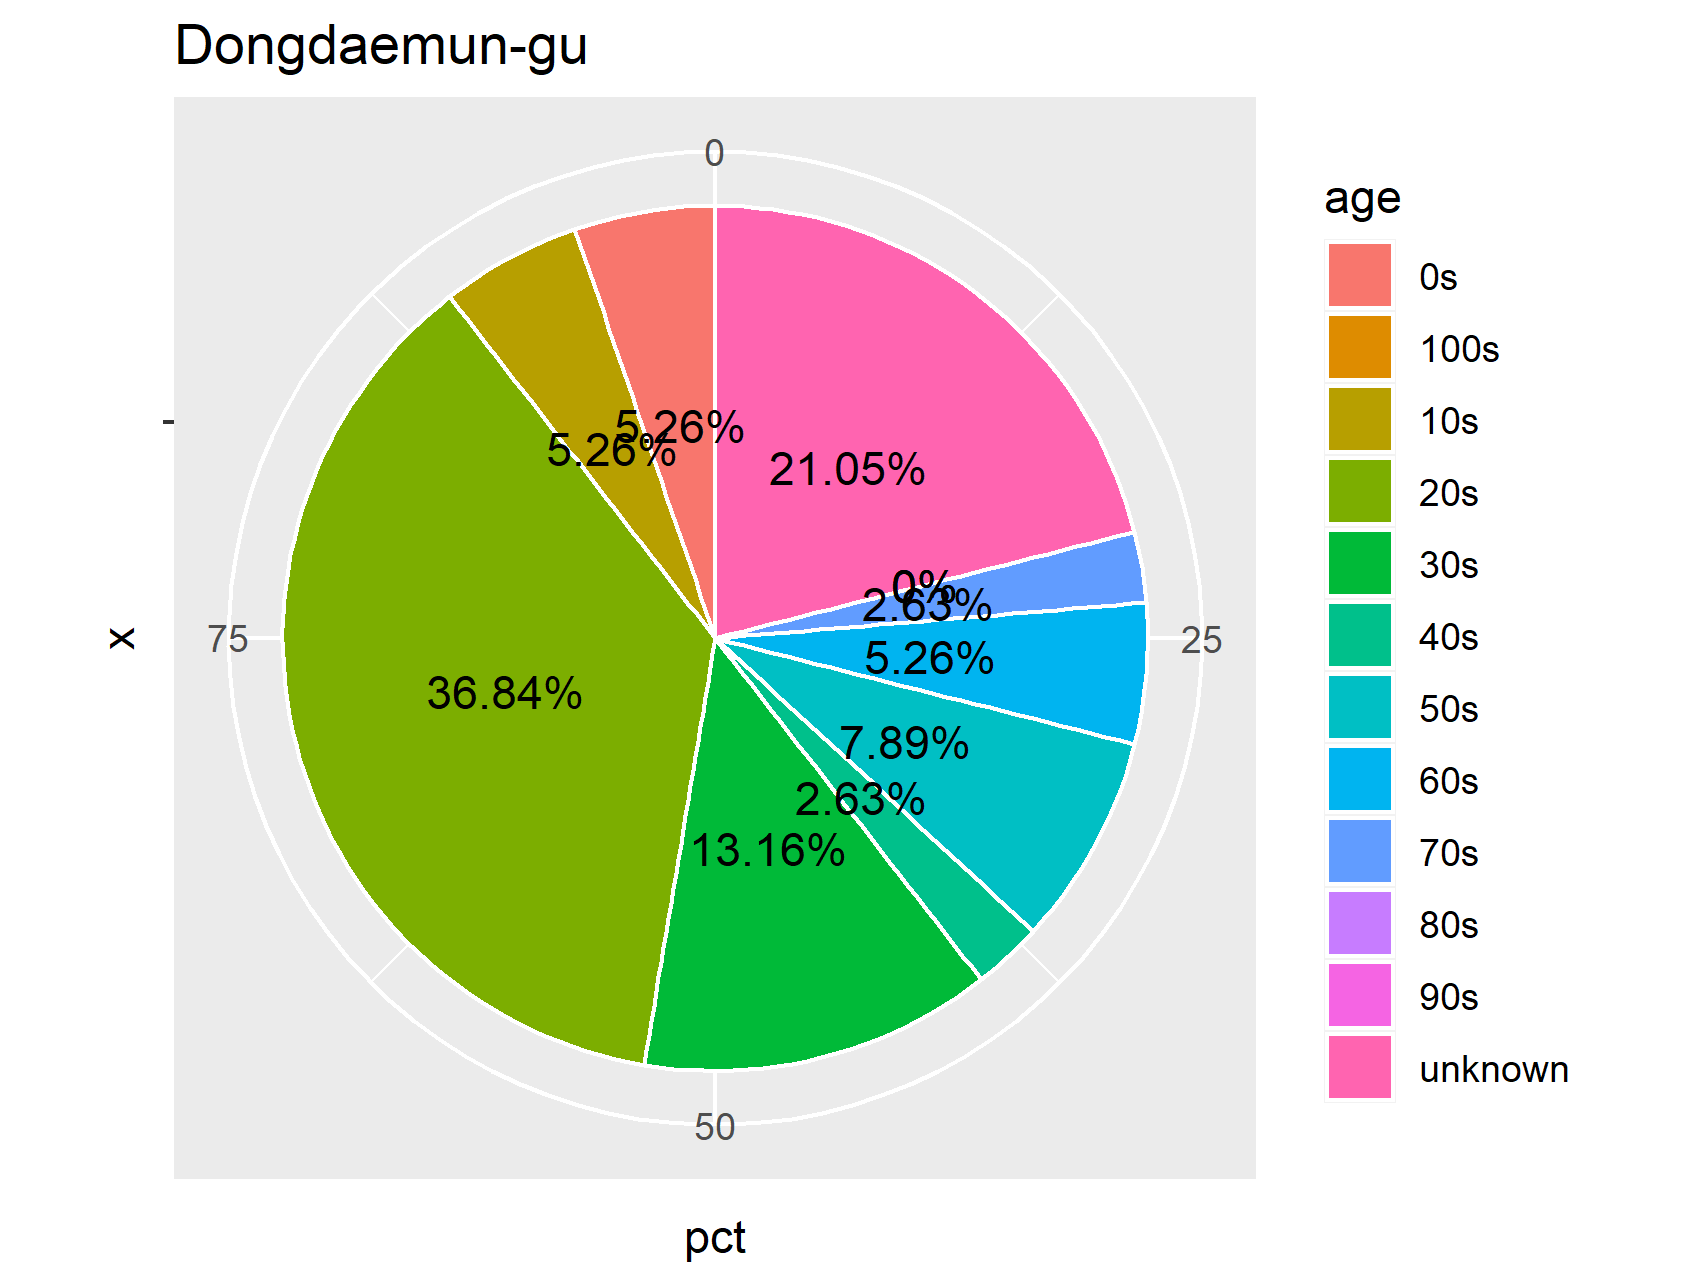 Dongdaemun-gu
0
5.26%
5.26%
21.05%
0%
2.63%
5.26%
7.89%
2.63%
13.16%
36.84%
75
25
50
x
pct
age
0s
100s
10s
20s
30s
40s
50s
60s
70s
80s
90s
unknown